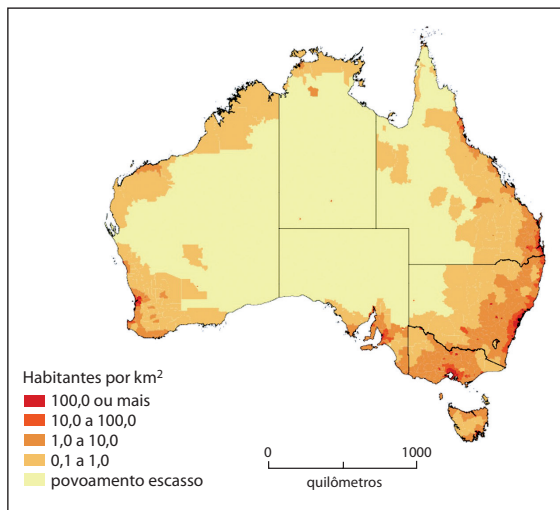 Habitantes por km²
100,0 ou mais
10,0 a 100,0
1,0 a 10,0
0,1 a 1,0
povoamento escasso
0 1000
quilômetros